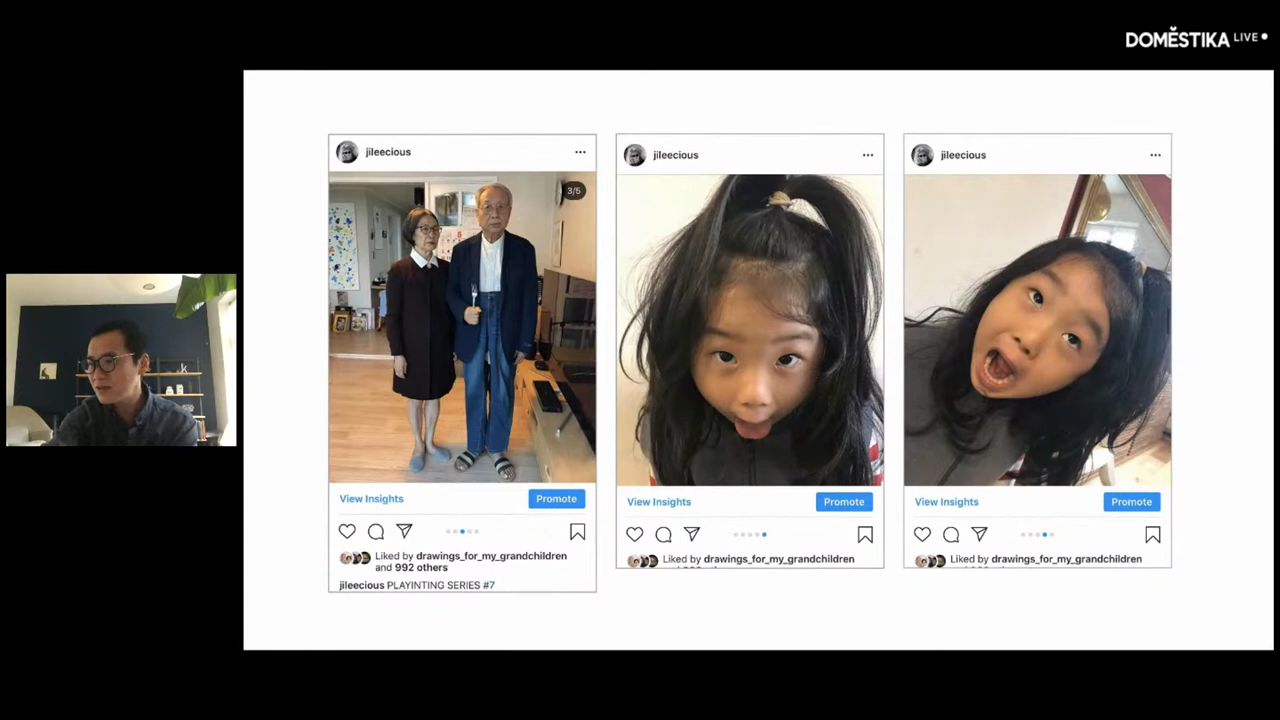 DOMĚSTIKA LIVE
jileecious
3/5
View Insights
Promote
Liked by drawings_for_my_grandchildren
and 992 others
jileecious PLAYINTING SERIES #7
jileecious
View Insights
Promote
Liked by drawings_for_my_grandchildren
jileecious
View Insights
Promote
Liked by drawings_for_my_grandchildren